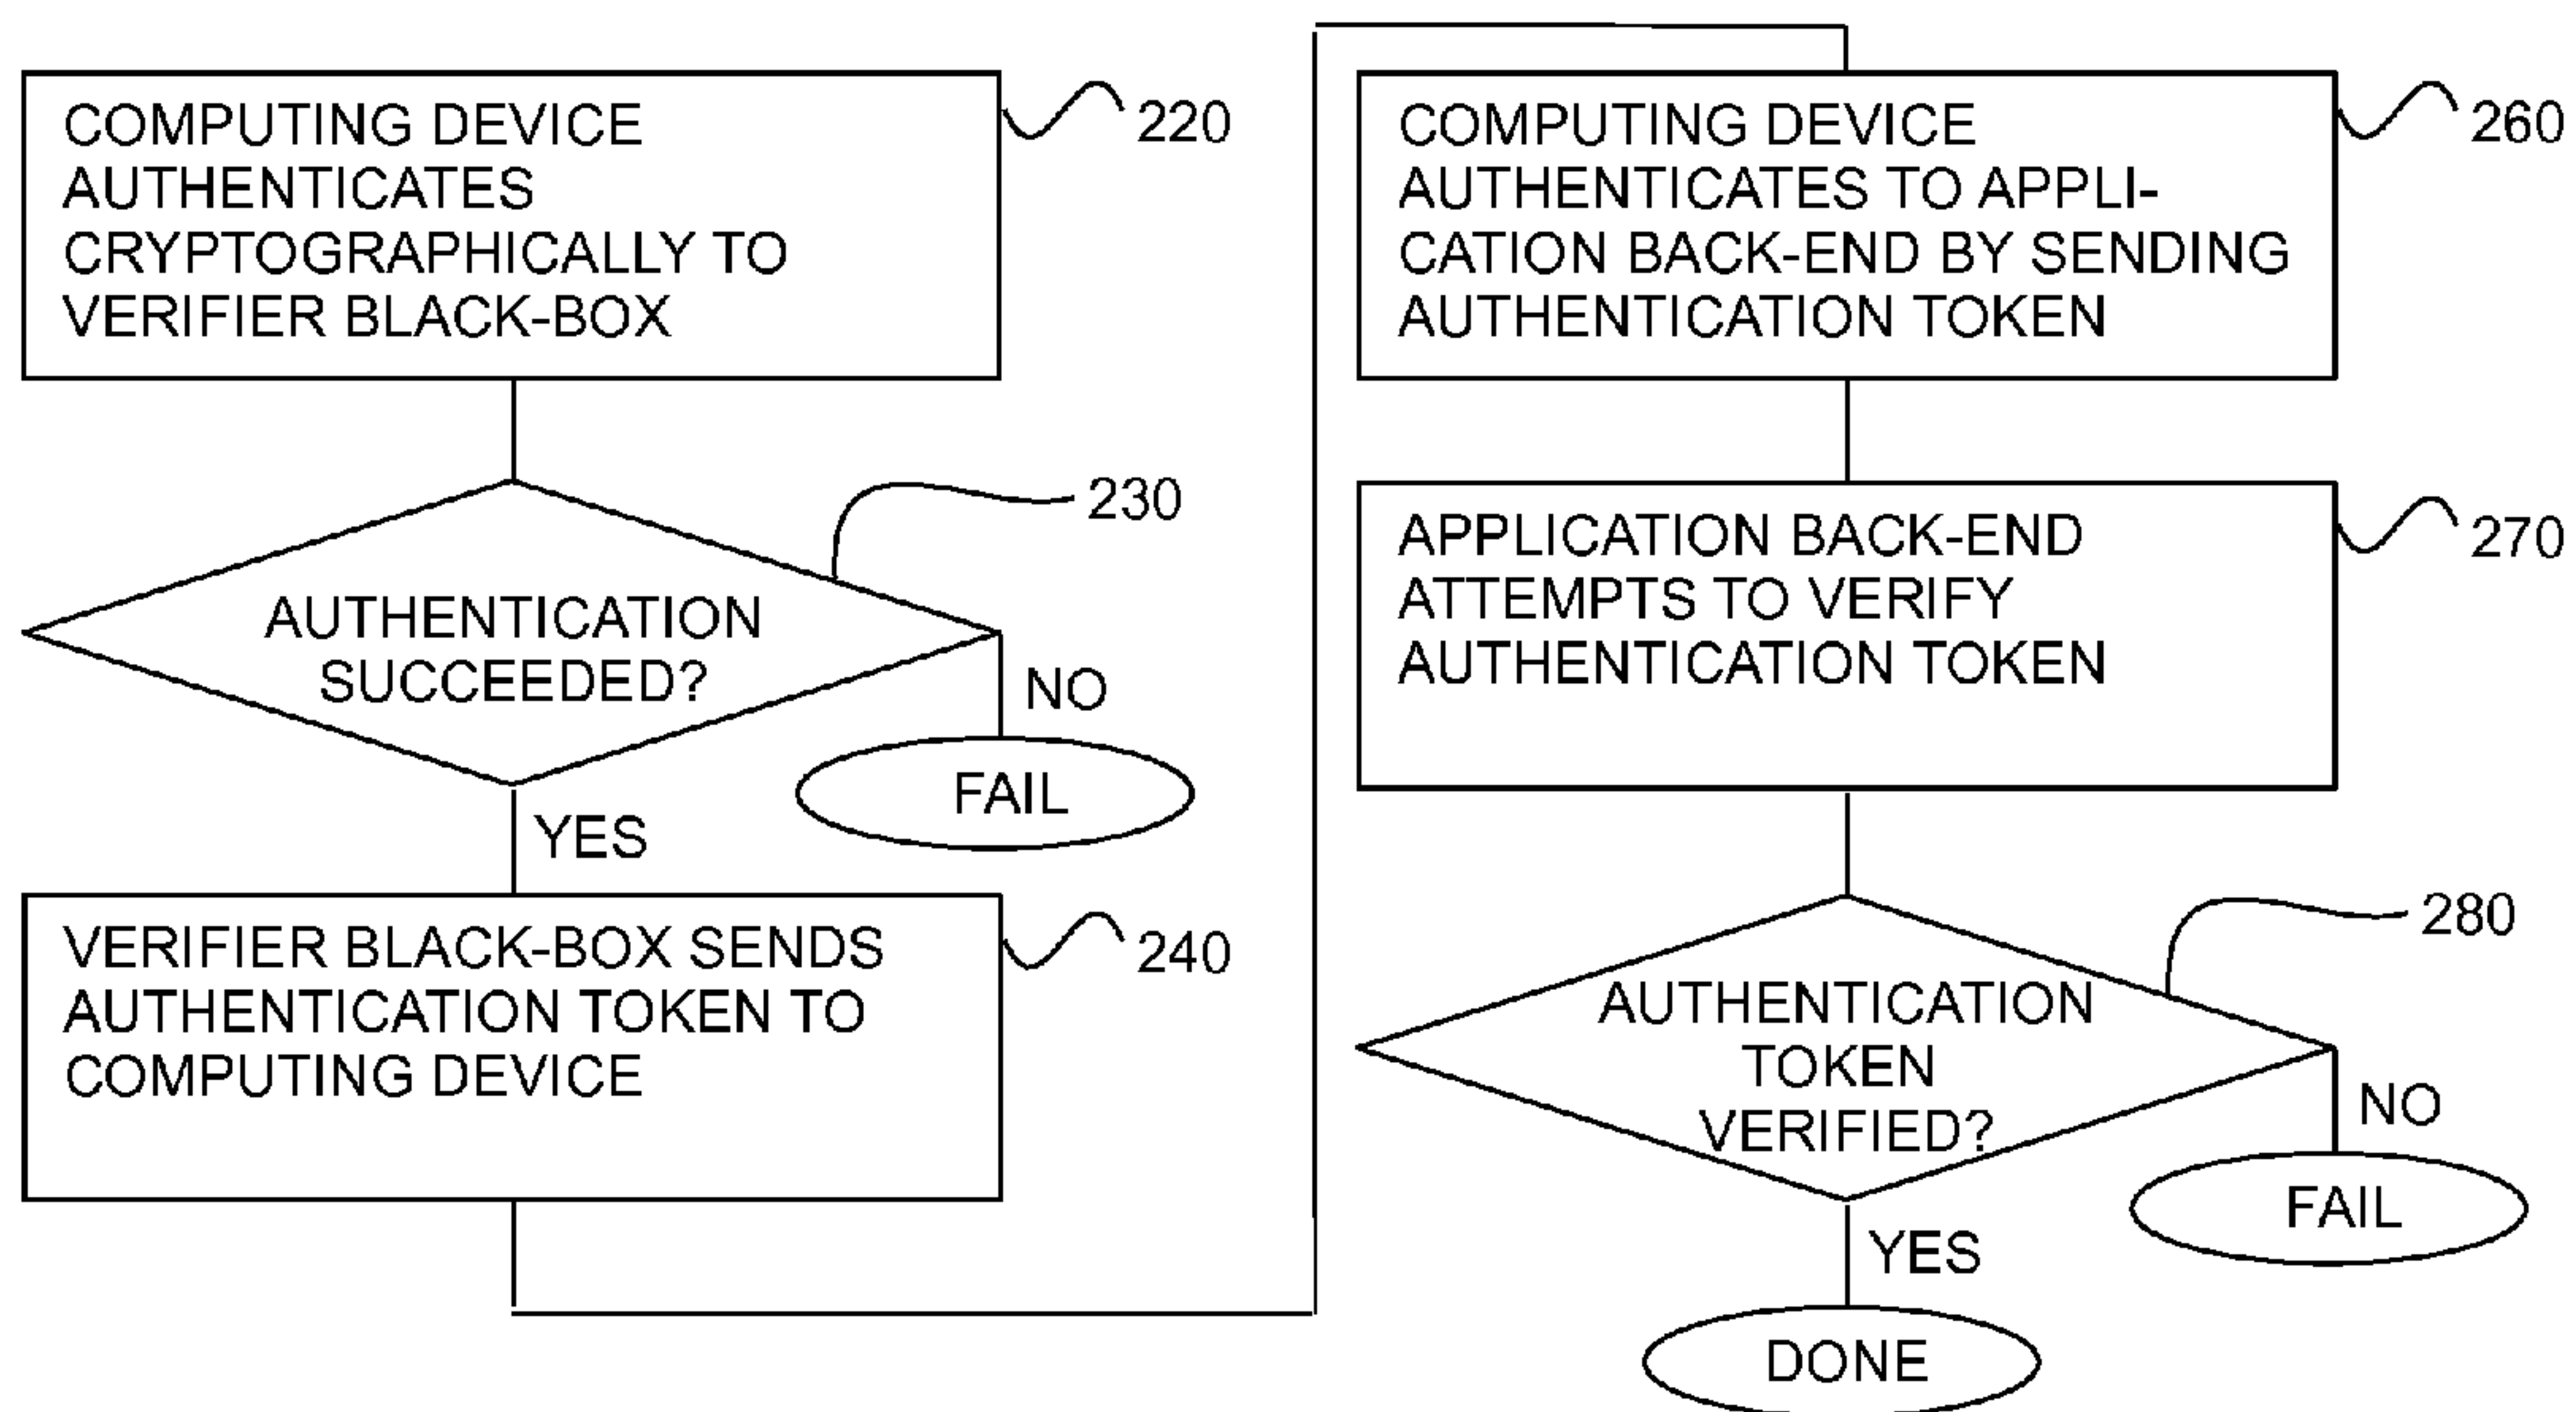 COMPUTING DEVICE
AUTHENTICATES
CRYPTOGRAPHICALLY TO
VERIFIER BLACK-BOX
220
AUTHENTICATION
SUCCEEDED?
230
NO
FAIL
YES
VERIFIER BLACK-BOX SENDS
AUTHENTICATION TOKEN TO
COMPUTING DEVICE
240
COMPUTING DEVICE
AUTHENTICATES TO APPLI-
CATION BACK-END BY SENDING
AUTHENTICATION TOKEN
260
APPLICATION BACK-END
ATTEMPTS TO VERIFY
AUTHENTICATION TOKEN
270
AUTHENTICATION
TOKEN
VERIFIED?
280
NO
FAIL
YES
DONE